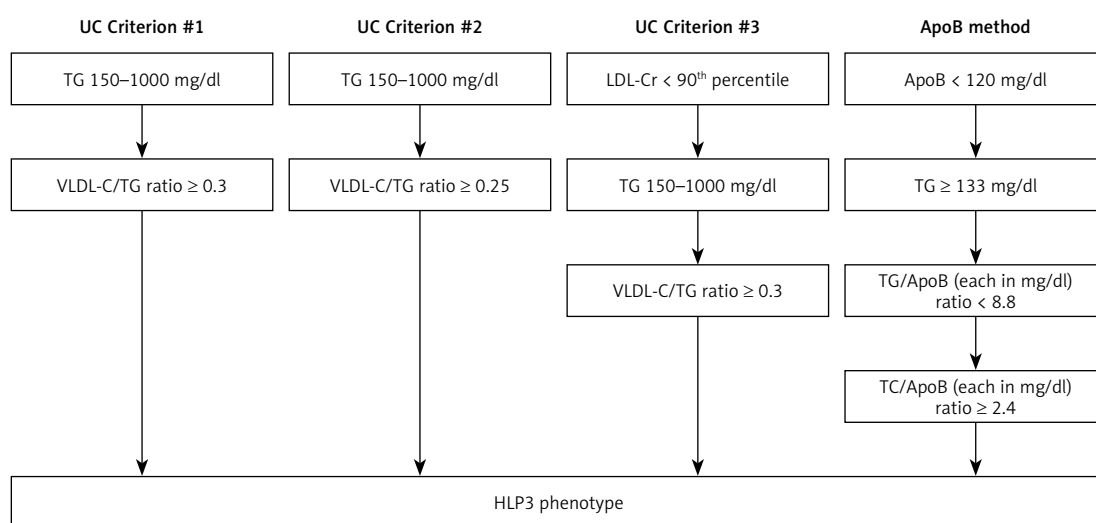 UC Criterion #1
TG 150–1000 mg/dl
VLDL-C/TG ratio ≥ 0.3
UC Criterion #2
TG 150–1000 mg/dl
VLDL-C/TG ratio ≥ 0.25
UC Criterion #3
LDL-Cr < 90th percentile
TG 150–1000 mg/dl
VLDL-C/TG ratio ≥ 0.3
ApoB method
ApoB < 120 mg/dl
TG ≥ 133 mg/dl
TG/ApoB (each in mg/dl)
ratio < 8.8
TC/ApoB (each in mg/dl)
ratio ≥ 2.4
HLP3 phenotype